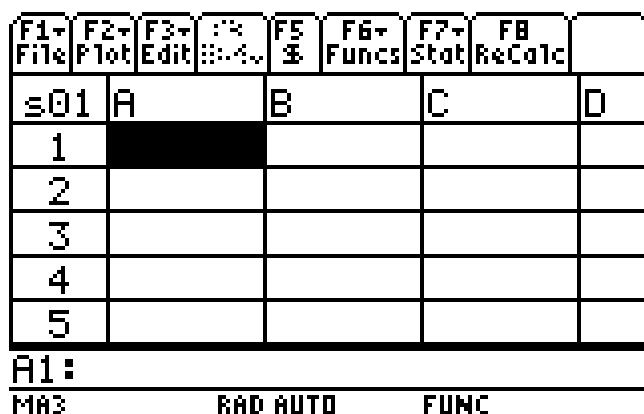 F1 F2 F3 F5 F6 F7 F8
File Plot Edit $ Funcs Stat ReCalc
s01 A B C D
1
2
3
4
5
A1:
MA3 RAD AUTO FUNC